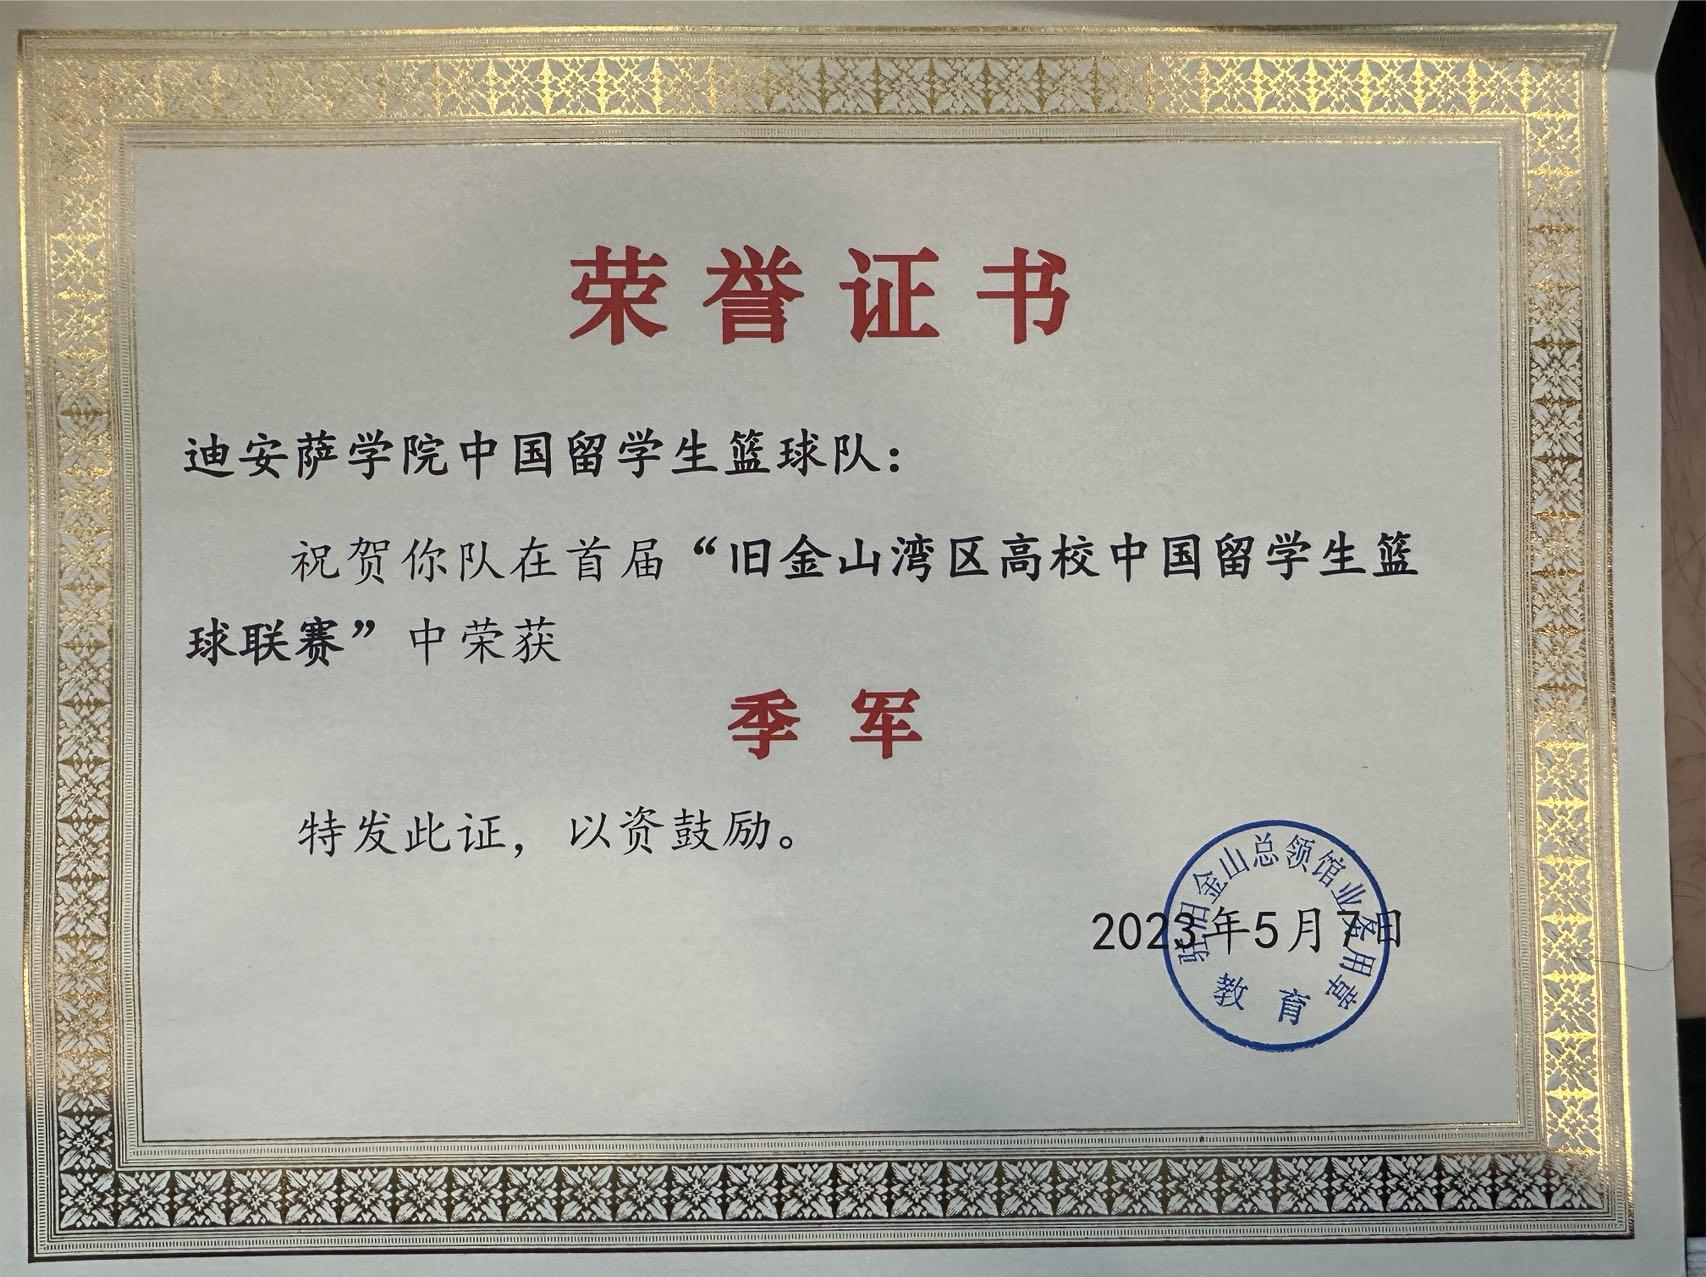 荣誉证书
迪安萨学院中国留学生篮球队：
祝贺你队在首届“旧金山湾区高校中国留学生篮
球联赛”中荣获
季军
特发此证，以资鼓励。
2023年5月7日
驻旧金山总领馆业务用章
教育